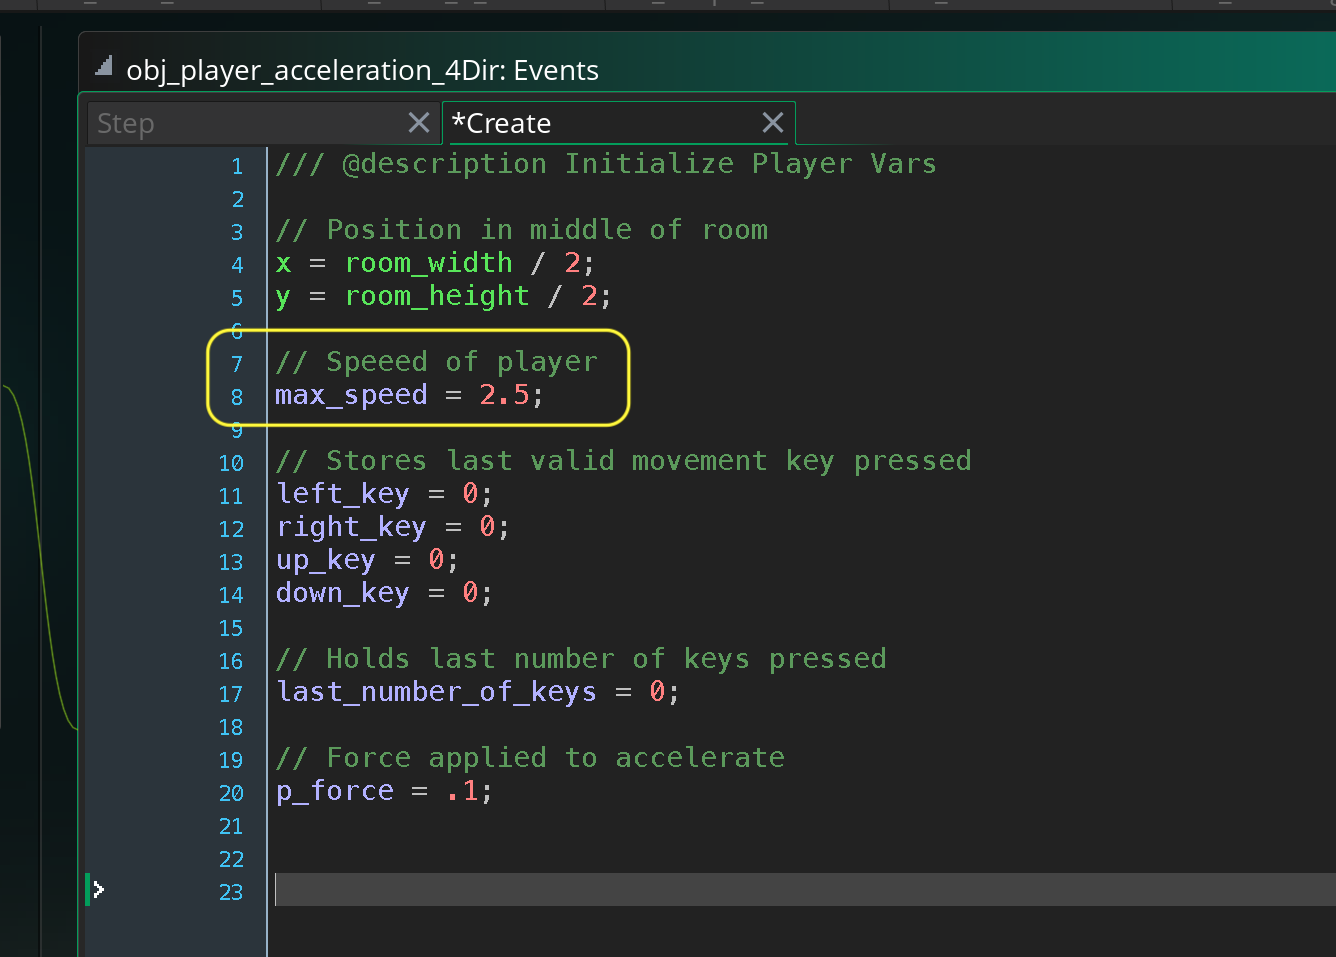 obj_player_acceleration_4Dir: Events
Step *Create
1 /// @description Initialize Player Vars
2
3 // Position in middle of room
4 x = room_width / 2;
5 y = room_height / 2;
6
7 // Speeed of player
8 max_speed = 2.5;
9
10 // Stores last valid movement key pressed
11 left_key = 0;
12 right_key = 0;
13 up_key = 0;
14 down_key = 0;
15
16 // Holds last number of keys pressed
17 last_number_of_keys = 0;
18
19 // Force applied to accelerate
20 p_force = .1;
21
22
23